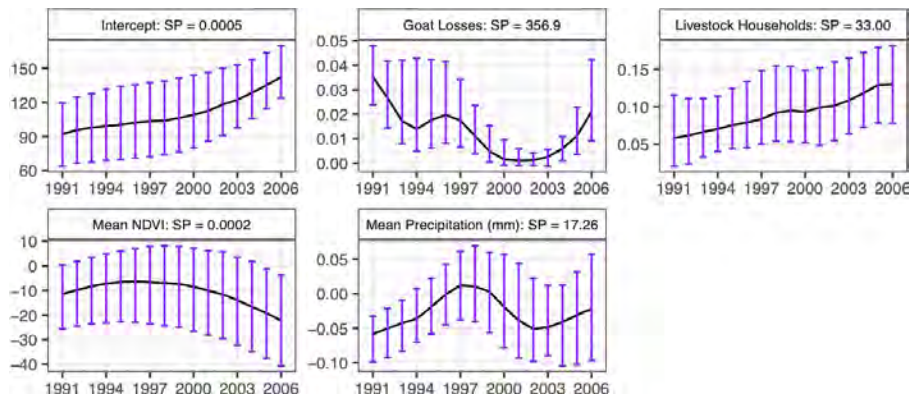 Intercept: SP = 0.0005
150
120
90
60
1991 1994 1997 2000 2003 2006
Goat Losses: SP = 356.9
0.05
0.04
0.03
0.02
0.01
0.00
1991 1994 1997 2000 2003 2006
Livestock Households: SP = 33.00
0.15
0.10
0.05
1991 1994 1997 2000 2003 2006
Mean NDVI: SP = 0.0002
10
0
−10
−20
−30
−40
1991 1994 1997 2000 2003 2006
Mean Precipitation (mm): SP = 17.26
0.05
0.00
−0.05
−0.10
1991 1994 1997 2000 2003 2006